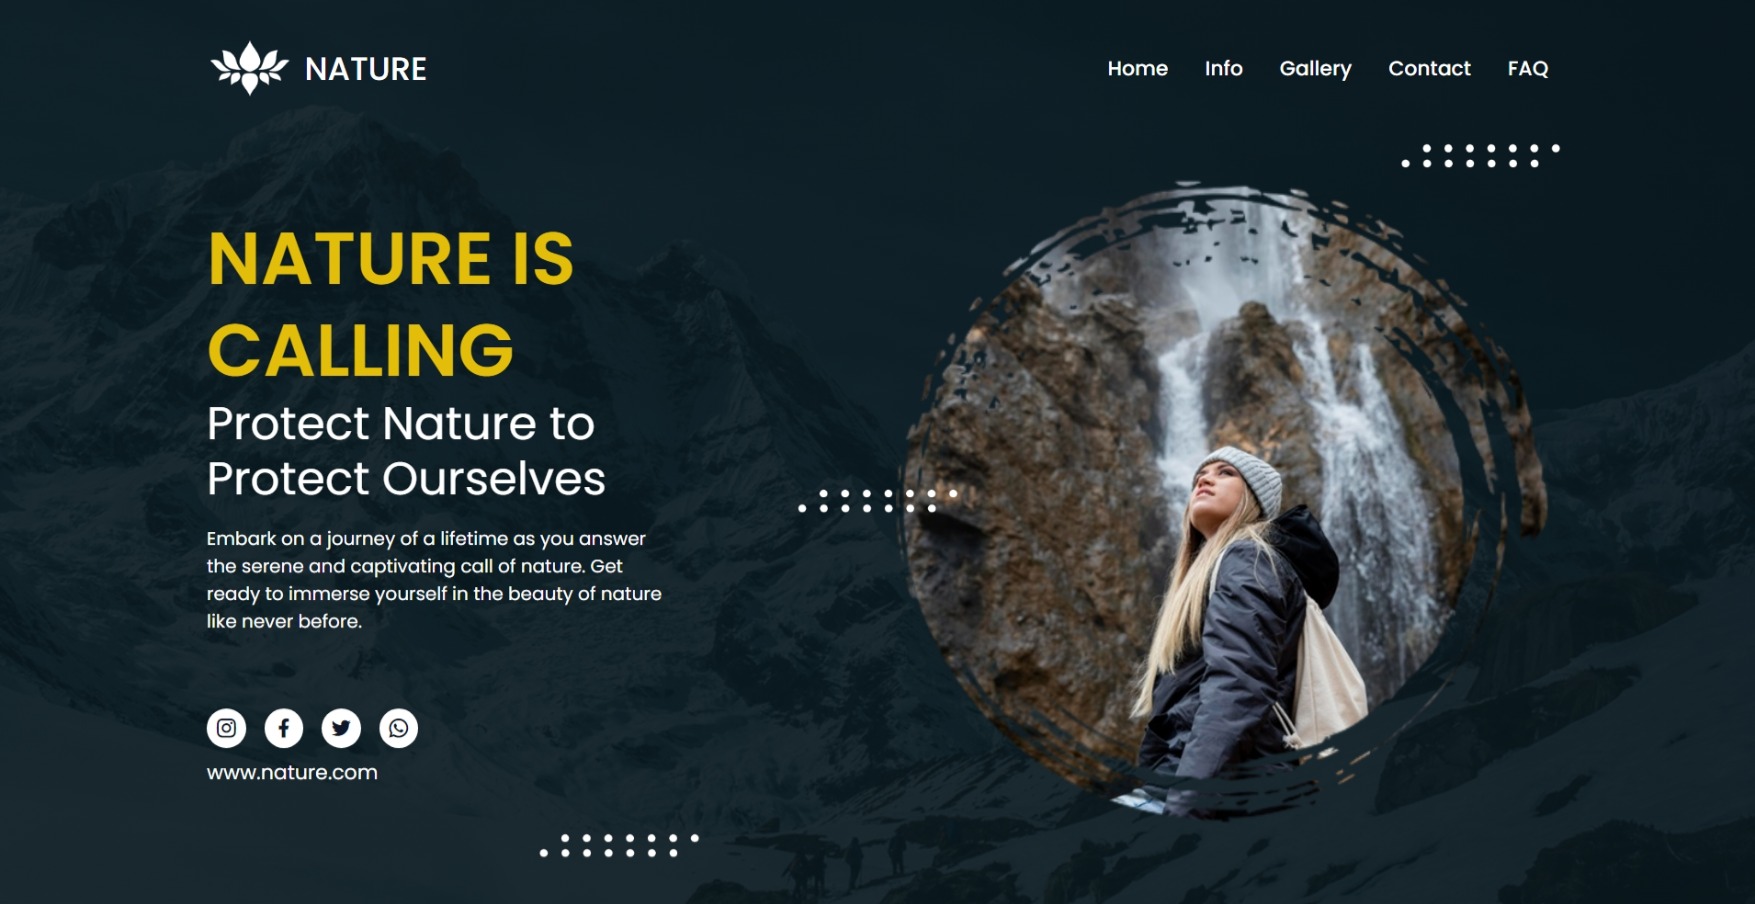 NATURE
Home Info Gallery Contact FAQ
NATURE IS
CALLING
Protect Nature to
Protect Ourselves
Embark on a journey of a lifetime as you answer
the serene and captivating call of nature. Get
ready to immerse yourself in the beauty of nature
like never before.
www.nature.com